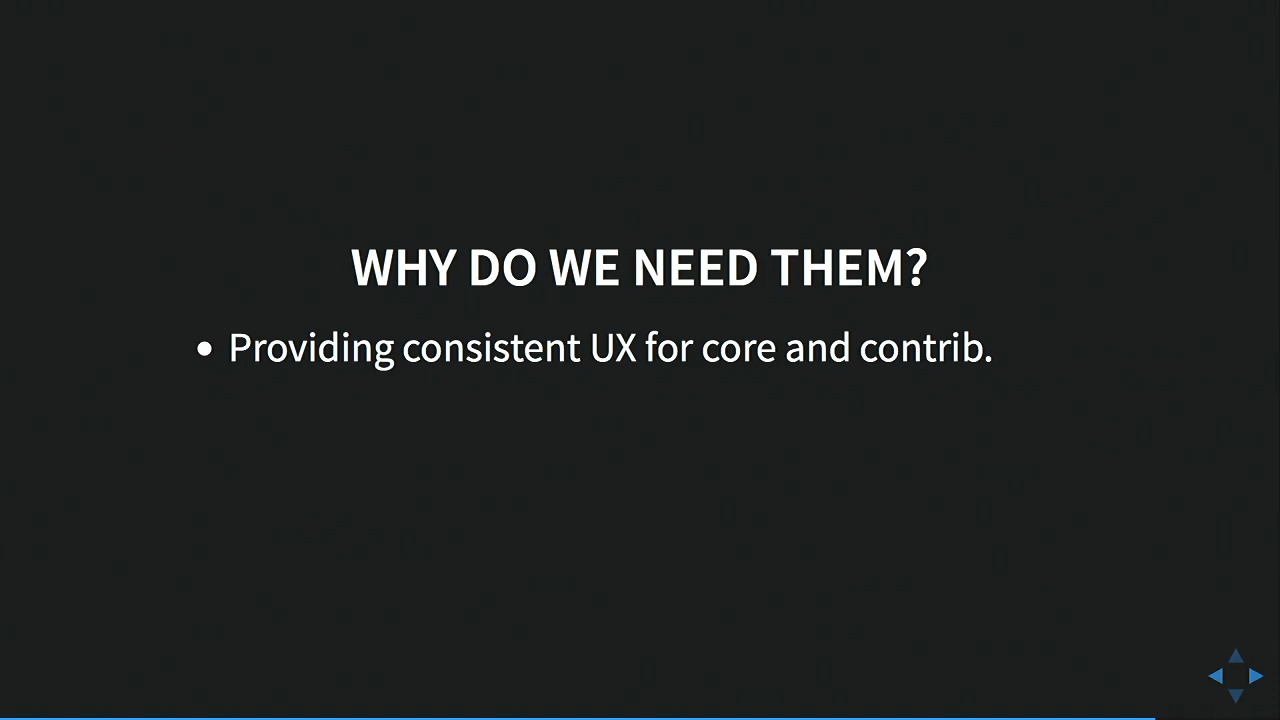 WHY DO WE NEED THEM?
• Providing consistent UX for core and contrib.